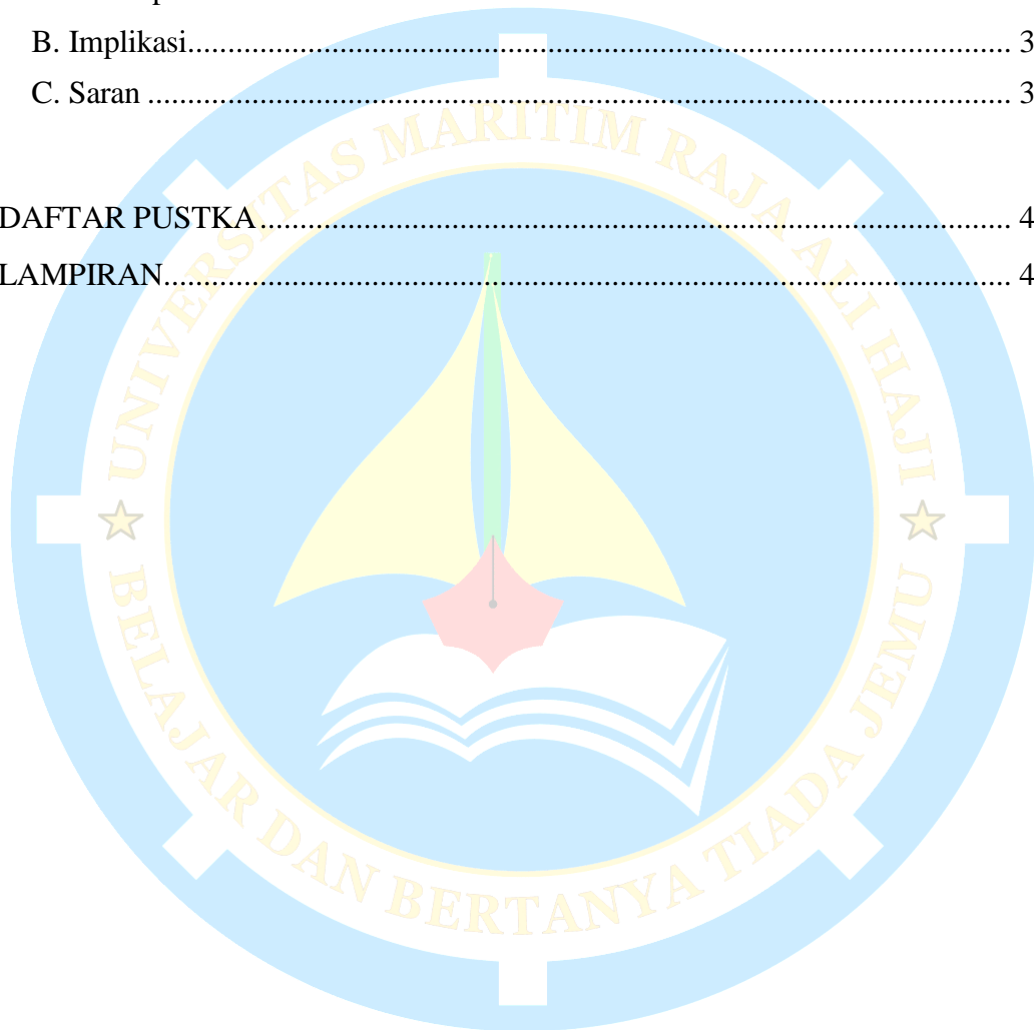 B. Implikasi.......... 3
C. Saran .......... 3
DAFTAR PUSTKA .......... 4
LAMPIRAN.......... 4
UNIVERSITAS MARITIM RAJA ALI HAJI
BELAJAR DAN BERTANYA TIADA JEMU